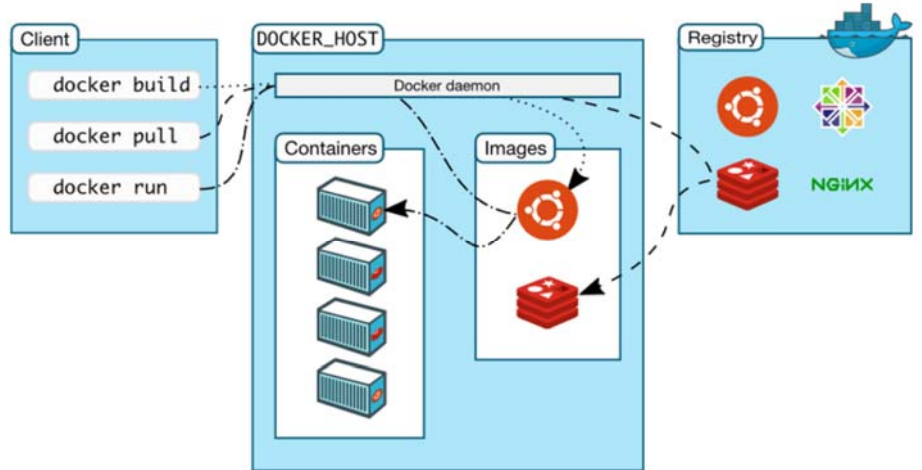 Client
docker build
docker pull
docker run
DOCKER_HOST
Docker daemon
Containers
Images
Registry
NGiNX